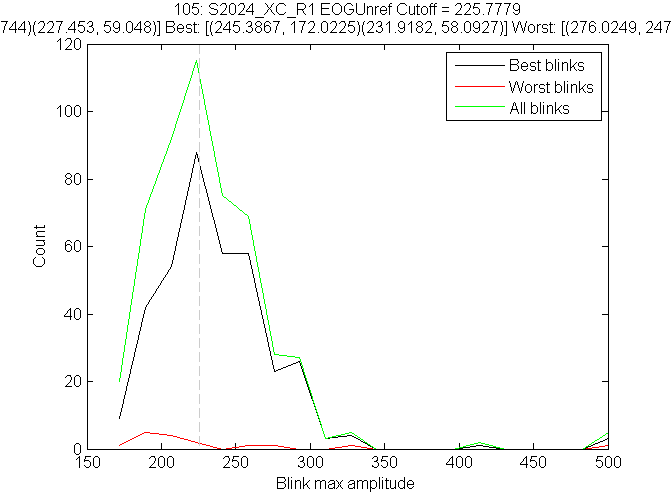 105: S2024_XC_R1 EOGUnref Cutoff = 225.7779
744)(227.453, 59.048)] Best: [(245.3867, 172.0225)(231.9182, 58.0927)] Worst: [(276.0249, 247
Best blinks
Worst blinks
All blinks
120
100
80
60
40
20
0
Count
150 200 250 300 350 400 450 500
Blink max amplitude